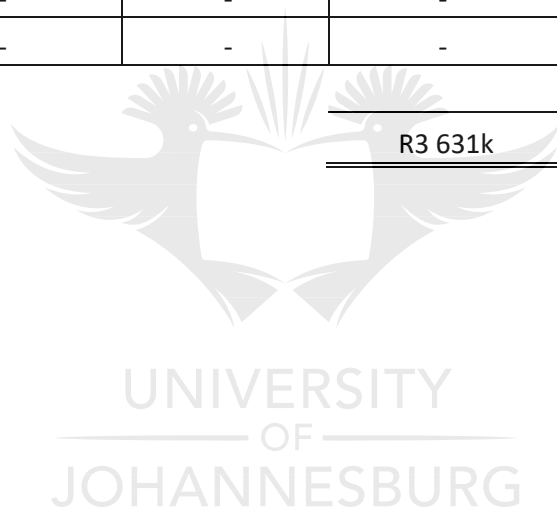 - - -
- - -
R3 631k
UNIVERSITY
OF
JOHANNESBURG